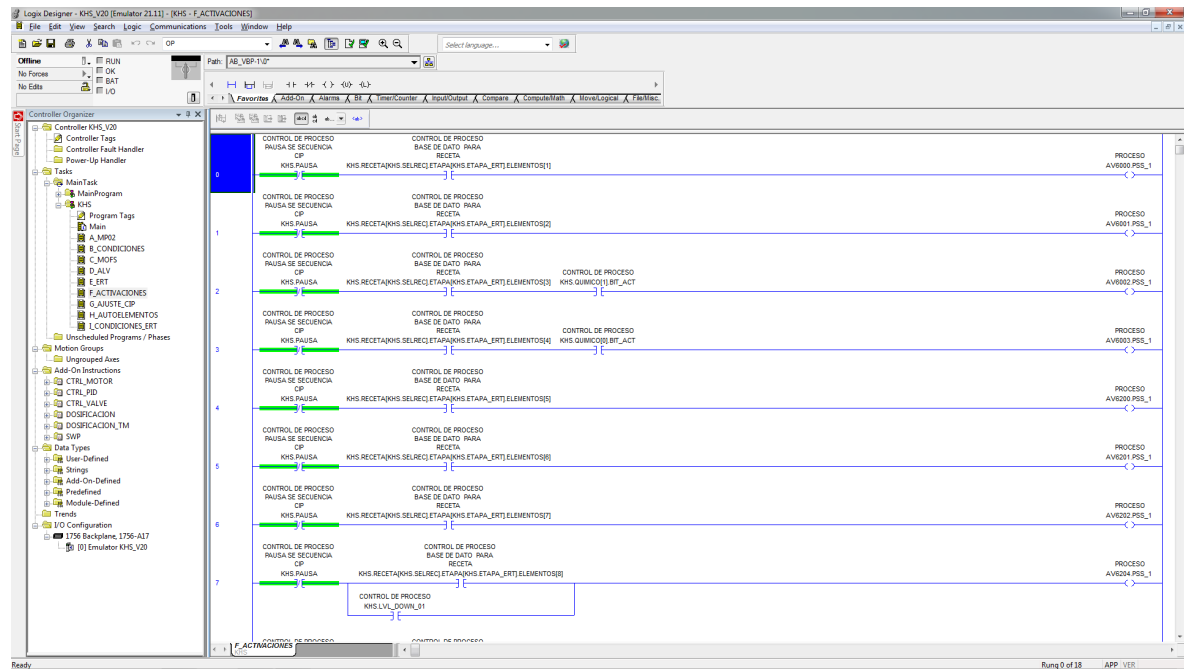 Logix Designer - KHS_V20 [Emulator 21.11] - [KHS - F_ACTIVACIONES]
File Edit View Search Logic Communications Tools Window Help
OP
Select language...
Offline
RUN
No Forces
OK
BAT
No Edits
I/O
Path: AB_VBP-1\0*
Favorites Add-On Alarms Bit Timer/Counter Input/Output Compare Compute/Math Move/Logical File/Misc.
Start Page
Controller Organizer
Controller KHS_V20
Controller Tags
Controller Fault Handler
Power-Up Handler
Tasks
MainTask
MainProgram
KHS
Program Tags
Main
A_MP02
B_CONDICIONES
C_MOFS
D_ALV
E_ERT
F_ACTIVACIONES
G_AJUSTE_CIP
H_AUTOELEMENTOS
I_CONDICIONES_ERT
Unscheduled Programs / Phases
Motion Groups
Ungrouped Axes
Add-On Instructions
CTRL_MOTOR
CTRL_PID
CTRL_VALVE
DOSIFICACION
DOSIFICACION_TM
SWP
Data Types
User-Defined
Strings
Add-On-Defined
Predefined
Module-Defined
Trends
I/O Configuration
1756 Backplane, 1756-A17
[0] Emulator KHS_V20
CONTROL DE PROCESO CONTROL DE PROCESO
PAUSA SE SECUENCIA BASE DE DATO PARA
CIP RECETA PROCESO
KHS.PAUSA KHS.RECETA[KHS.SELREC].ETAPA[KHS.ETAPA_ERT].ELEMENTOS[1] AV6000.PSS_1
0
CONTROL DE PROCESO CONTROL DE PROCESO
PAUSA SE SECUENCIA BASE DE DATO PARA
CIP RECETA PROCESO
KHS.PAUSA KHS.RECETA[KHS.SELREC].ETAPA[KHS.ETAPA_ERT].ELEMENTOS[2] AV6001.PSS_1
1
CONTROL DE PROCESO CONTROL DE PROCESO
PAUSA SE SECUENCIA BASE DE DATO PARA
CIP RECETA CONTROL DE PROCESO PROCESO
KHS.PAUSA KHS.RECETA[KHS.SELREC].ETAPA[KHS.ETAPA_ERT].ELEMENTOS[3] KHS.QUIMICO[1].BIT_ACT AV6002.PSS_1
2
CONTROL DE PROCESO CONTROL DE PROCESO
PAUSA SE SECUENCIA BASE DE DATO PARA
CIP RECETA CONTROL DE PROCESO PROCESO
KHS.PAUSA KHS.RECETA[KHS.SELREC].ETAPA[KHS.ETAPA_ERT].ELEMENTOS[4] KHS.QUIMICO[0].BIT_ACT AV6003.PSS_1
3
CONTROL DE PROCESO CONTROL DE PROCESO
PAUSA SE SECUENCIA BASE DE DATO PARA
CIP RECETA PROCESO
KHS.PAUSA KHS.RECETA[KHS.SELREC].ETAPA[KHS.ETAPA_ERT].ELEMENTOS[5] AV6200.PSS_1
4
CONTROL DE PROCESO CONTROL DE PROCESO
PAUSA SE SECUENCIA BASE DE DATO PARA
CIP RECETA PROCESO
KHS.PAUSA KHS.RECETA[KHS.SELREC].ETAPA[KHS.ETAPA_ERT].ELEMENTOS[6] AV6201.PSS_1
5
CONTROL DE PROCESO CONTROL DE PROCESO
PAUSA SE SECUENCIA BASE DE DATO PARA
CIP RECETA PROCESO
KHS.PAUSA KHS.RECETA[KHS.SELREC].ETAPA[KHS.ETAPA_ERT].ELEMENTOS[7] AV6202.PSS_1
6
CONTROL DE PROCESO CONTROL DE PROCESO
PAUSA SE SECUENCIA BASE DE DATO PARA
CIP RECETA PROCESO
KHS.PAUSA KHS.RECETA[KHS.SELREC].ETAPA[KHS.ETAPA_ERT].ELEMENTOS[8] AV6204.PSS_1
7
CONTROL DE PROCESO
KHS.LVL_DOWN_01
CONTROL DE PROCESO CONTROL DE PROCESO
F_ACTIVACIONES
KHS
Ready
Rung 0 of 18 APP VER